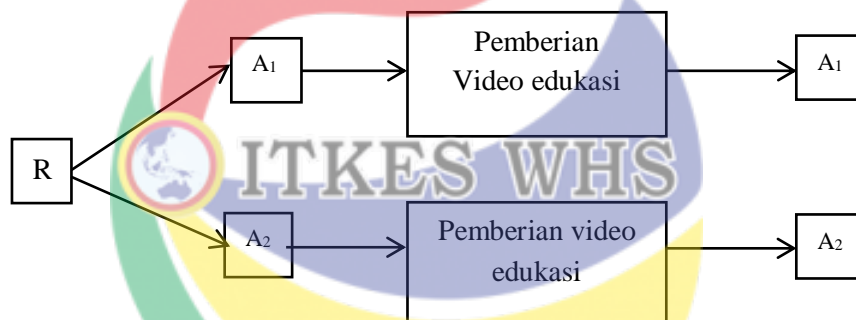 A1
Pemberian
Video edukasi
A1
R
ITKES WHS
A2
Pemberian video
edukasi
A2